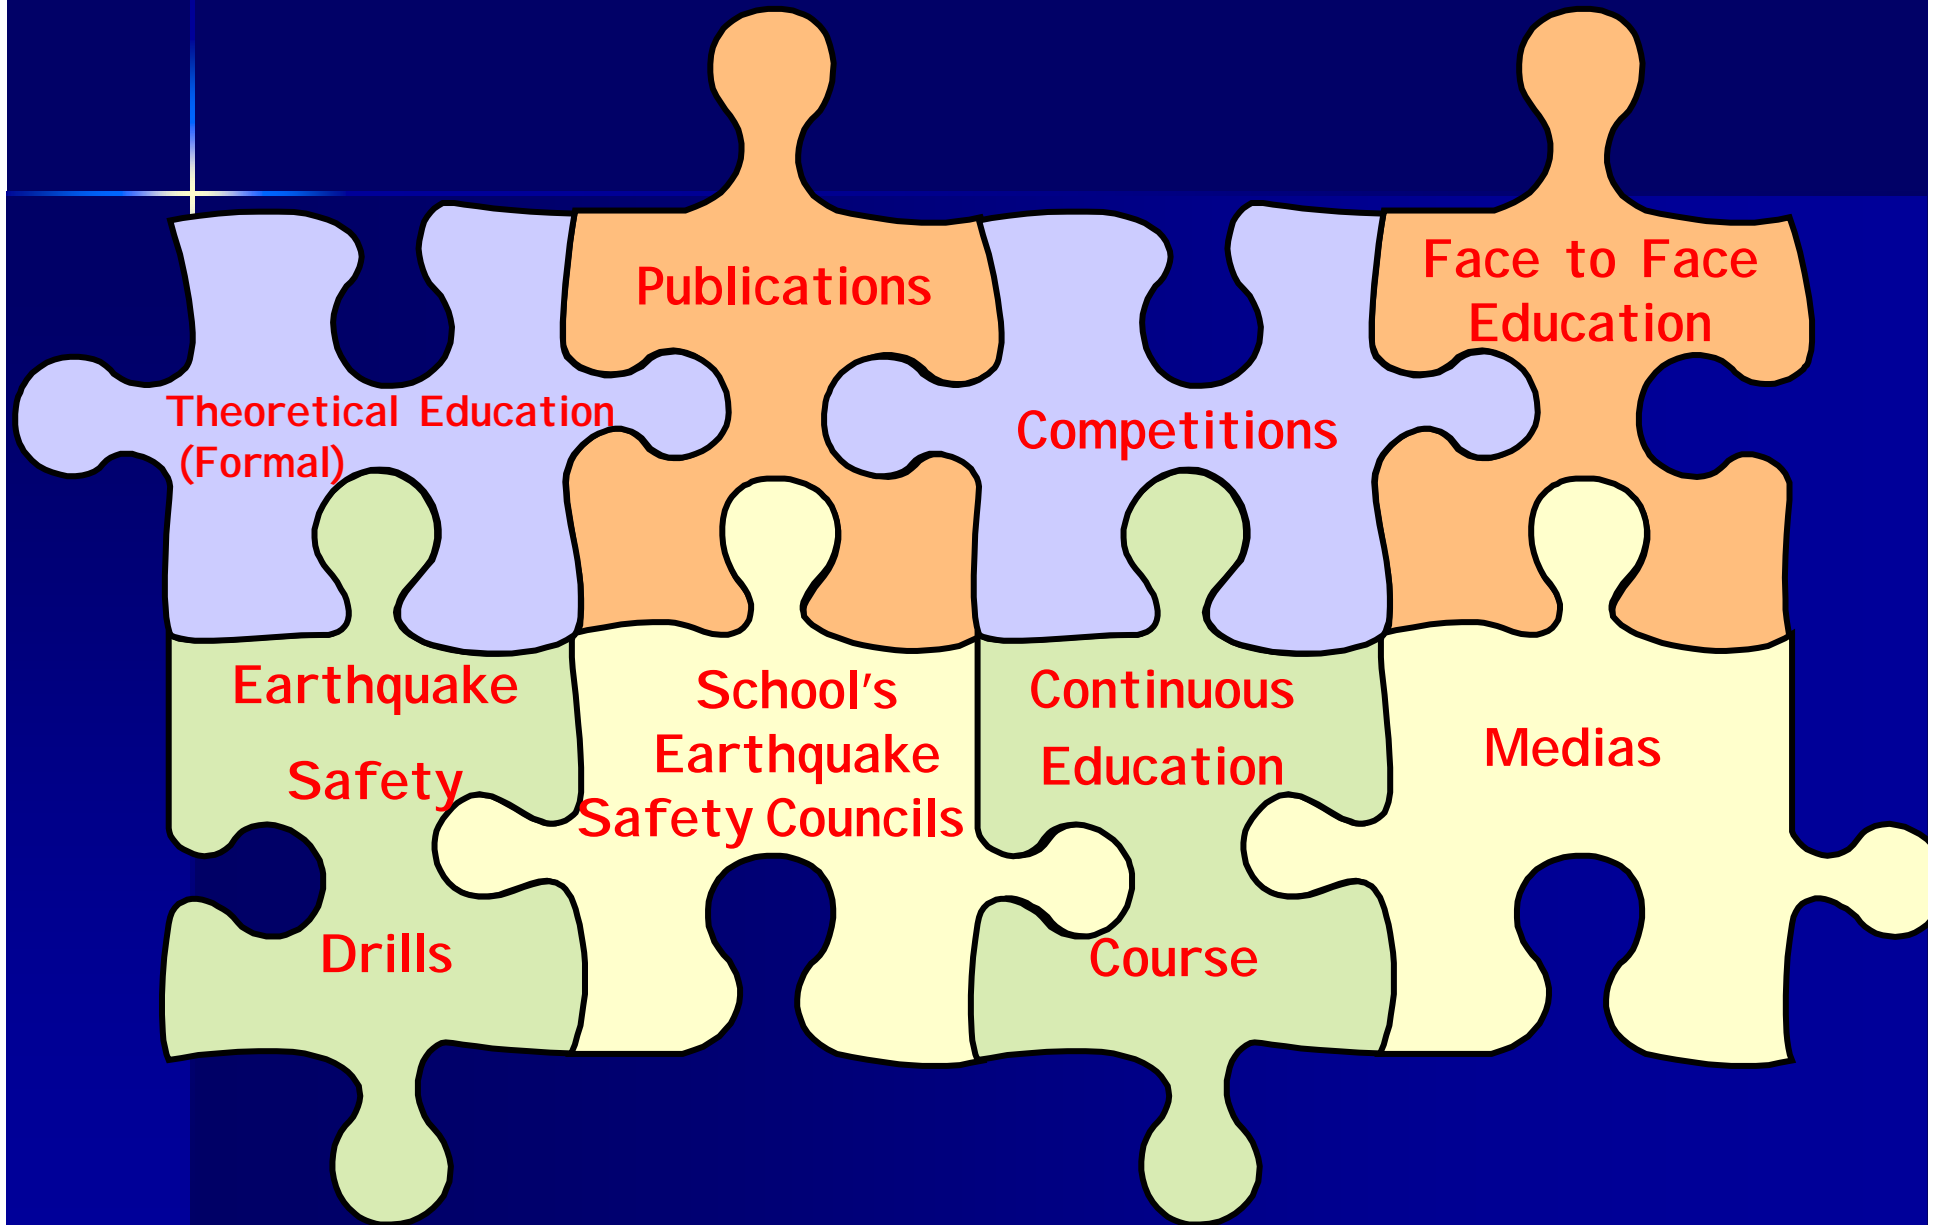 Theoretical Education
(Formal)
Publications
Competitions
Face to Face
Education
Earthquake
Safety
Drills
School's
Earthquake
Safety Councils
Continuous
Education
Course
Medias